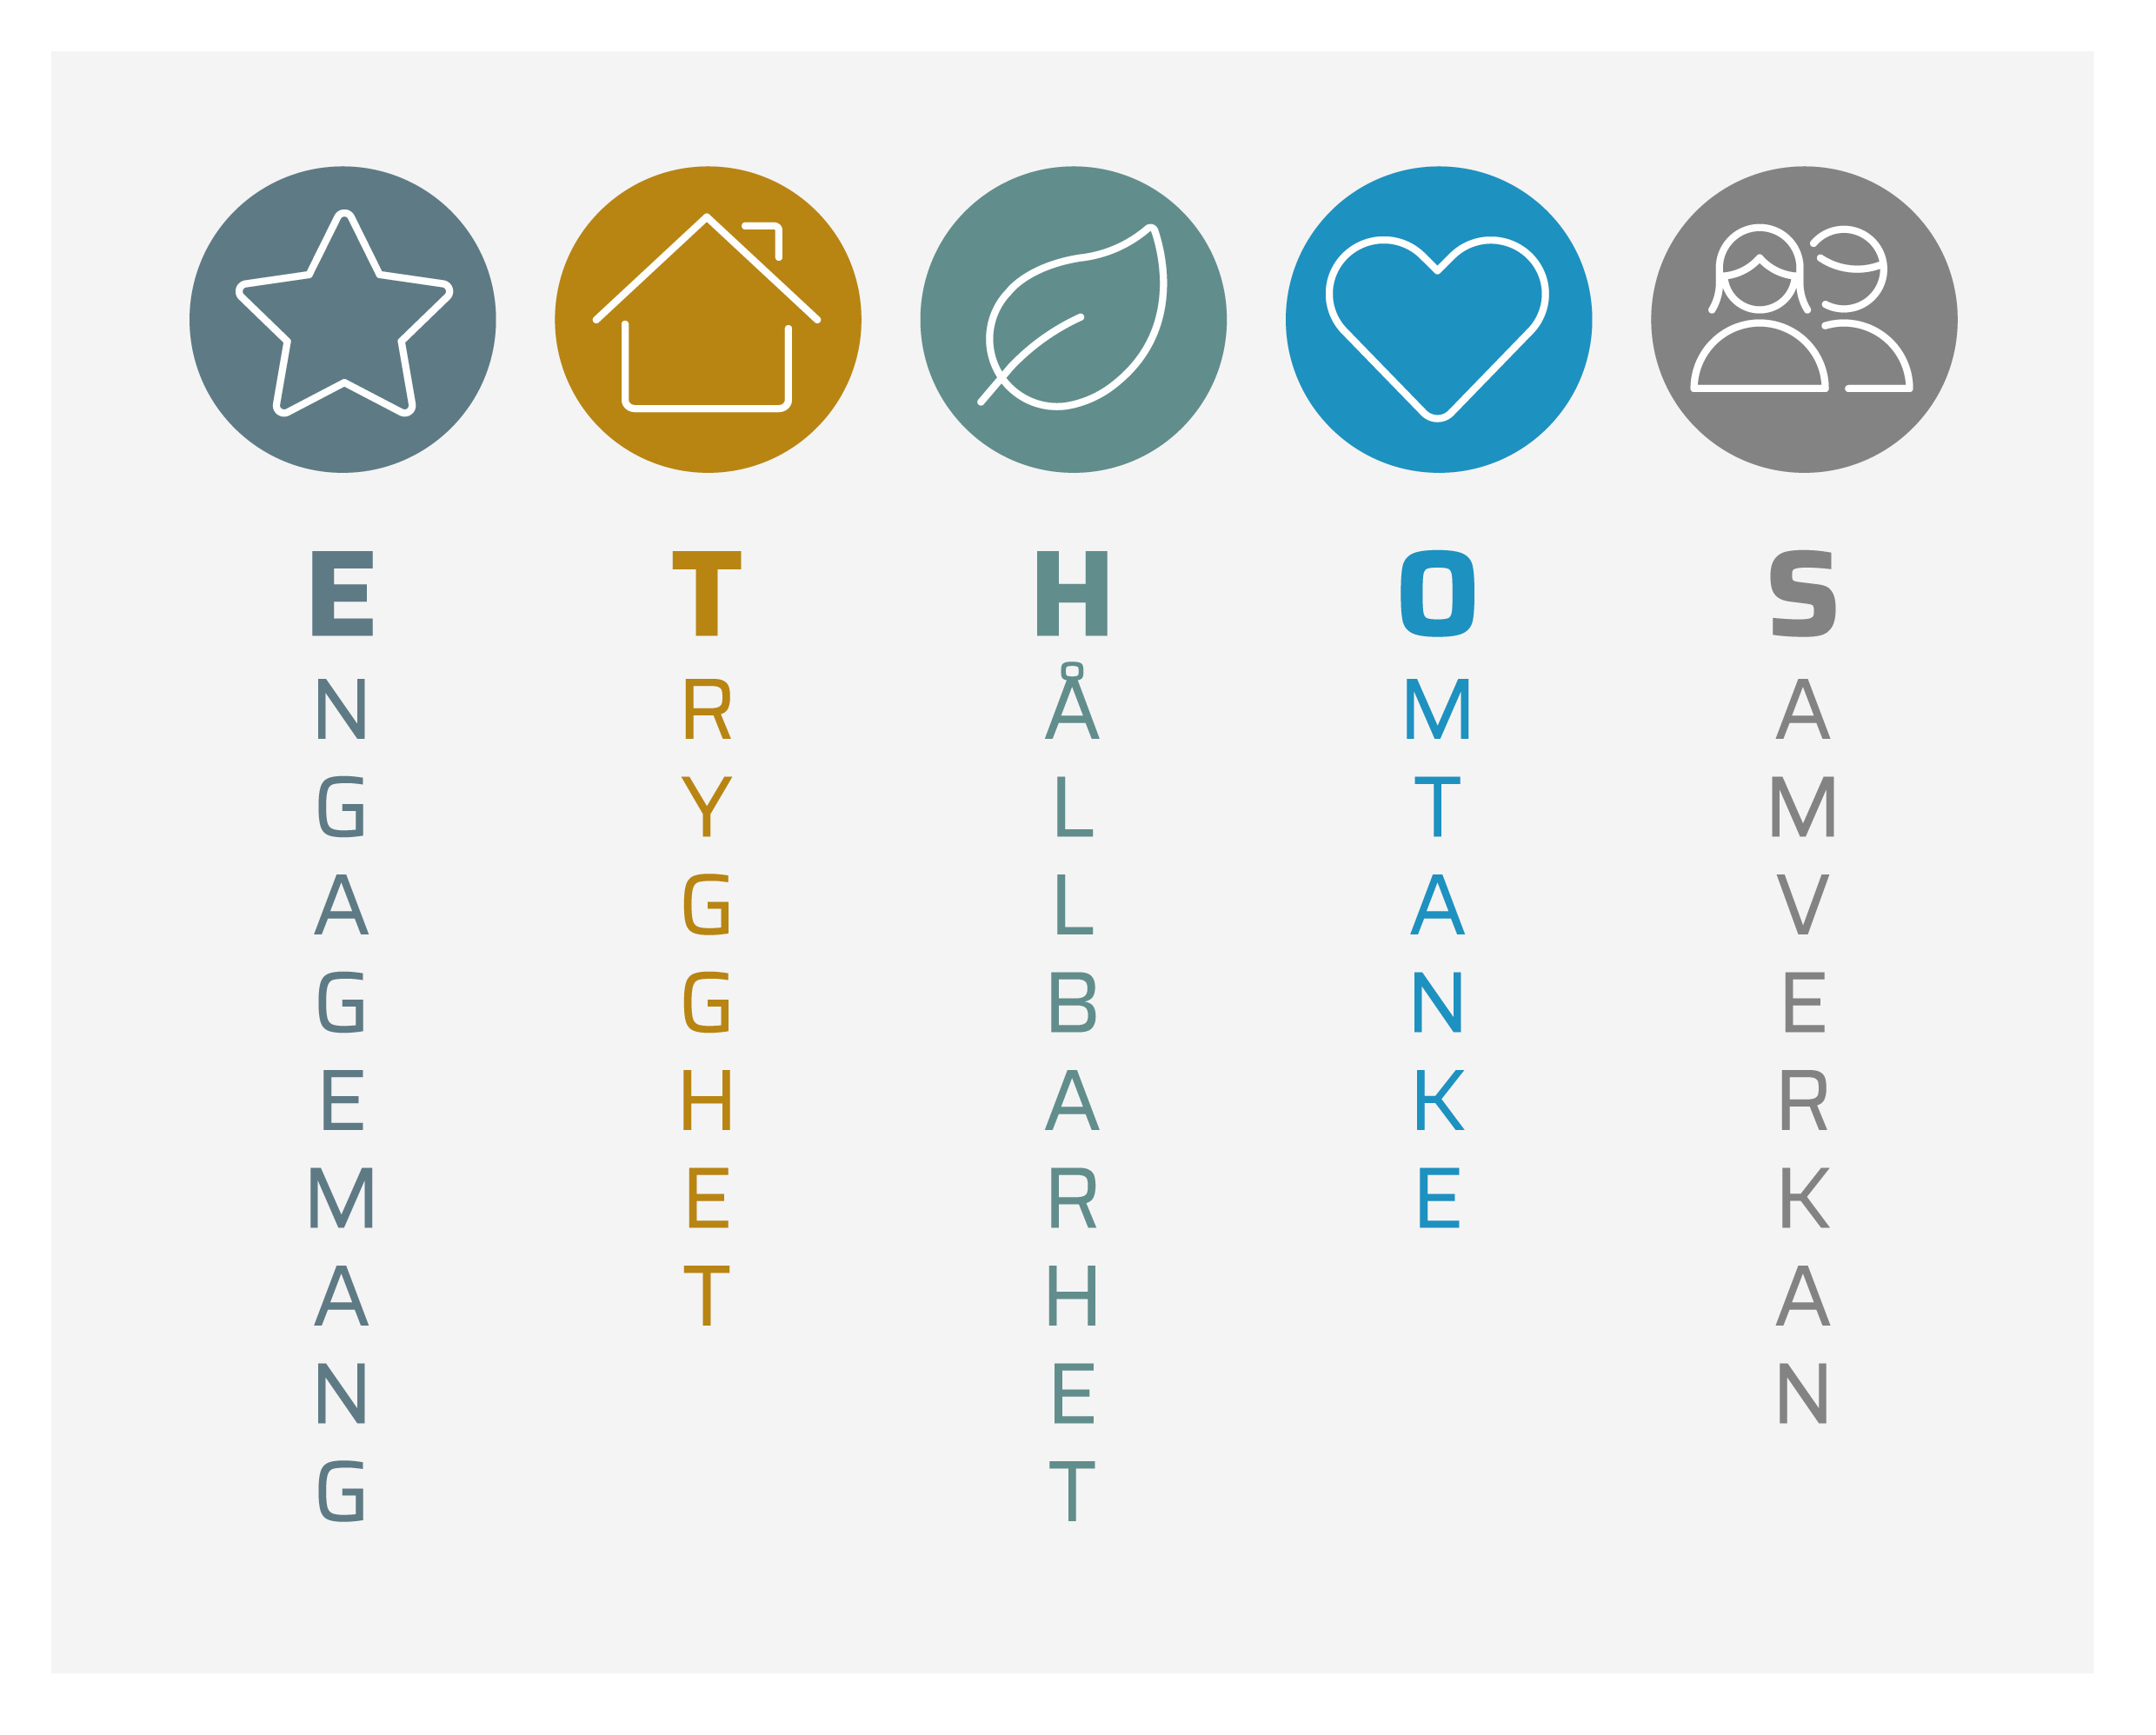 ENGAGEMANG
TRYGGHET
HÅLLBARHET
OMTANKE
SAMVERKAN